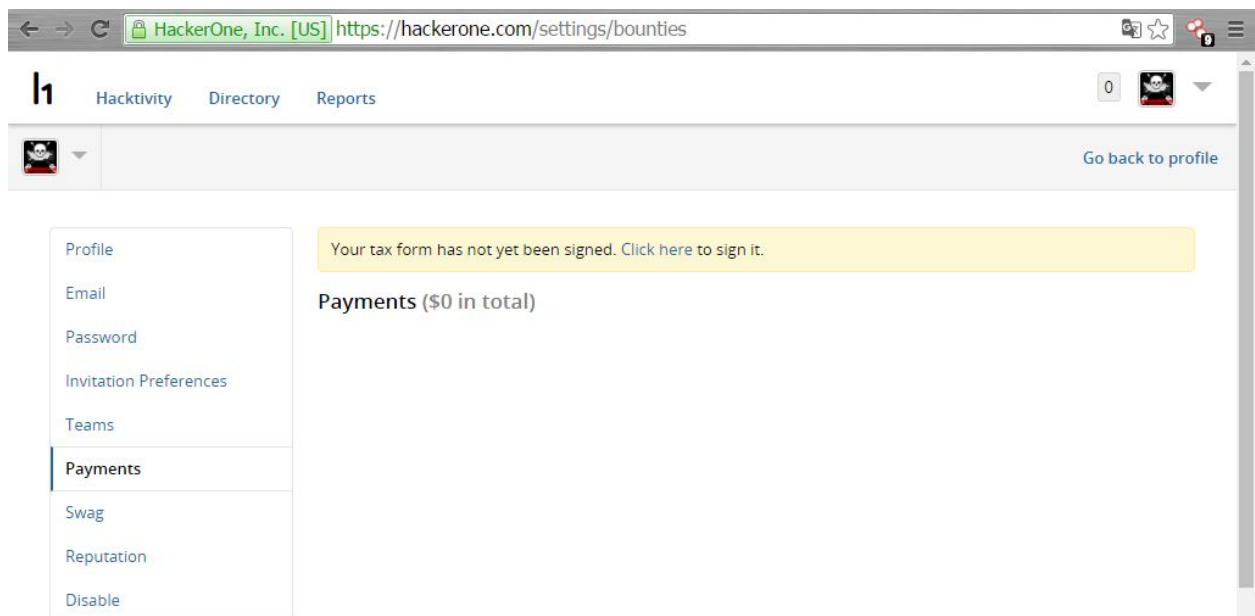 HackerOne, Inc. [US] https://hackerone.com/settings/bounties
9
h1 Hacktivity Directory Reports 0
Go back to profile
Profile
Email
Password
Invitation Preferences
Teams
Payments
Swag
Reputation
Disable
Your tax form has not yet been signed. Click here to sign it.
Payments ($0 in total)